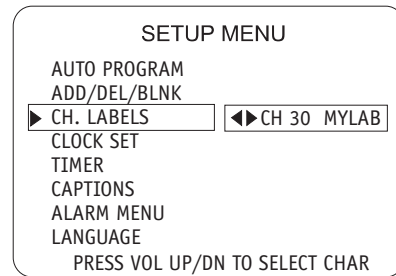 SETUP MENU
AUTO PROGRAM
ADD/DEL/BLNK
CH. LABELS CH 30 MYLAB
CLOCK SET
TIMER
CAPTIONS
ALARM MENU
LANGUAGE
PRESS VOL UP/DN TO SELECT CHAR